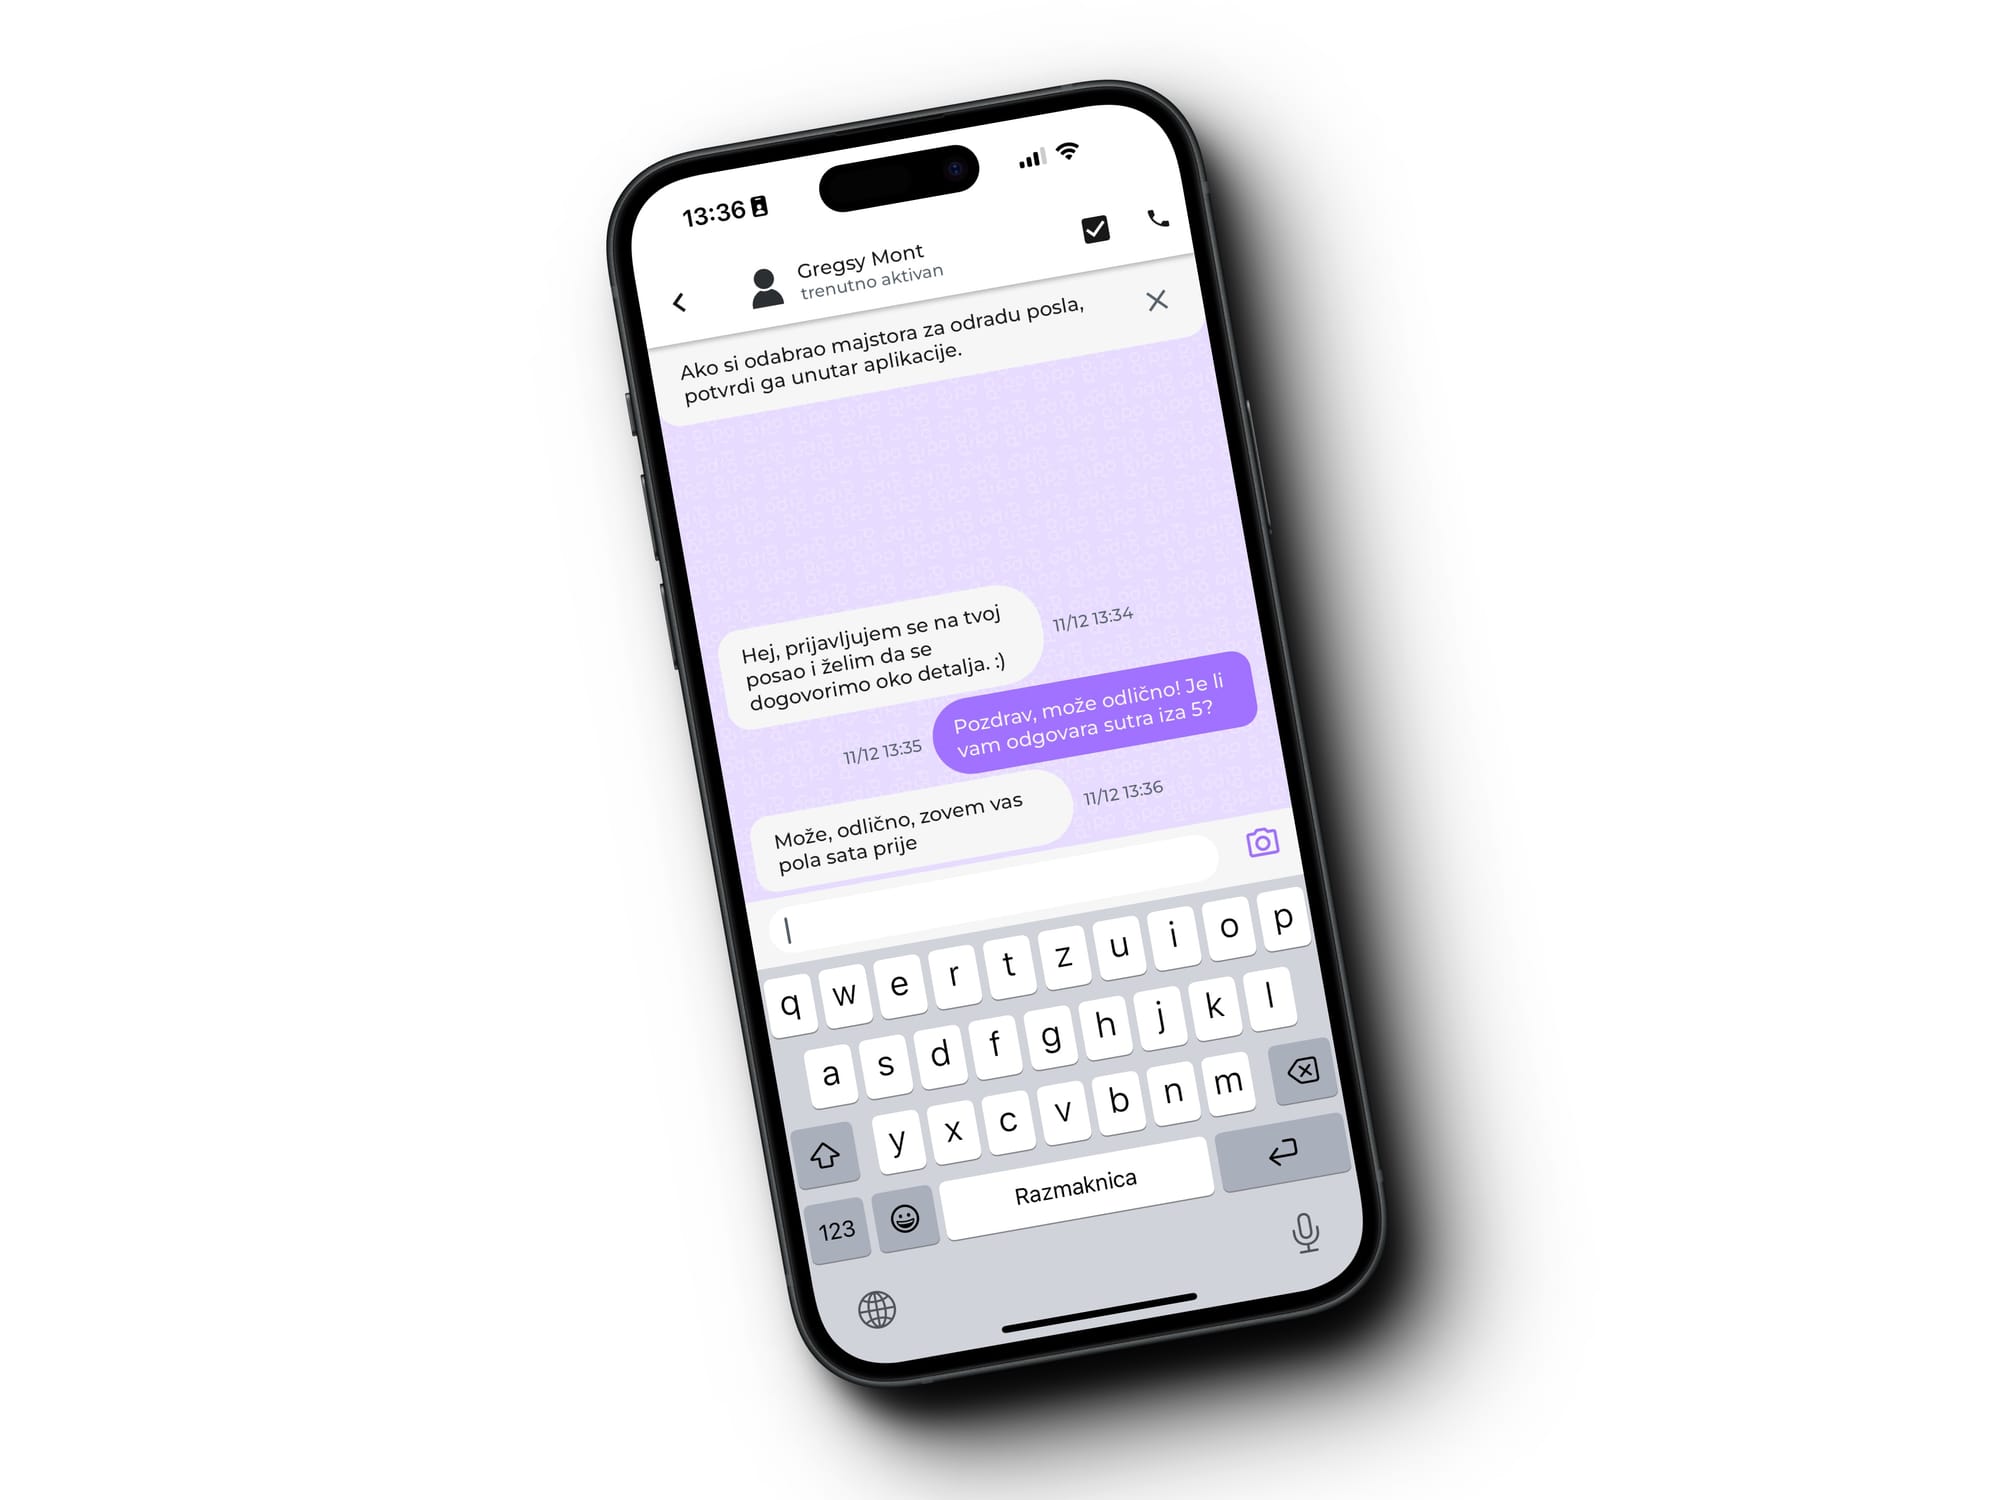 13:36
Gregsy Mont
trenutno aktivan
Ako si odabrao majstora za odradu posla,
potvrdi ga unutar aplikacije.
Hej, prijavljujem se na tvoj
posao i želim da se
dogovorimo oko detalja. :)
11/12 13:34
Pozdrav, može odlično! Je li
vam odgovara sutra iza 5?
11/12 13:35
Može, odlično, zovem vas
pola sata prije
11/12 13:36
q w e r t z u i o p
a s d f g h j k l
y x c v b n m
123
Razmaknica